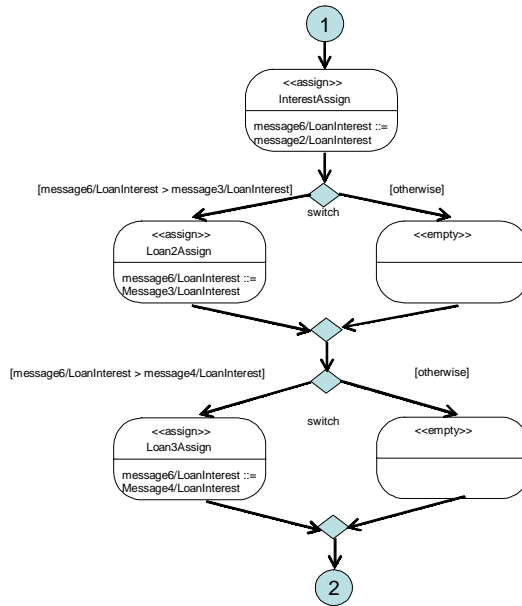 1
<<assign>>
InterestAssign
message6/LoanInterest ::=
message2/LoanInterest
[message6/LoanInterest > message3/LoanInterest]
[otherwise]
switch
<<assign>>
Loan2Assign
message6/LoanInterest ::=
Message3/LoanInterest
<<empty>>
[message6/LoanInterest > message4/LoanInterest]
[otherwise]
switch
<<assign>>
Loan3Assign
message6/LoanInterest ::=
Message4/LoanInterest
<<empty>>
2